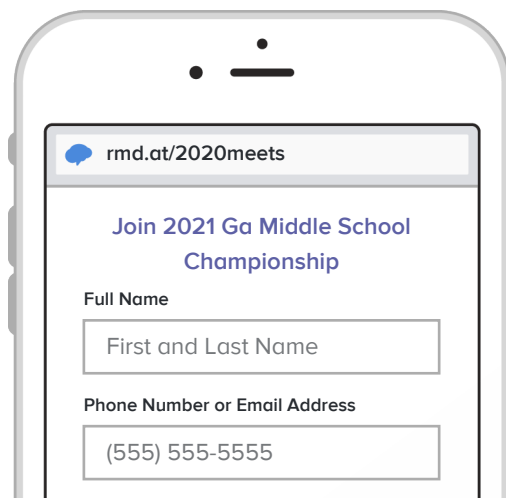 rmd.at/2020meets
Join 2021 Ga Middle School
Championship
Full Name
First and Last Name
Phone Number or Email Address
(555) 555-5555